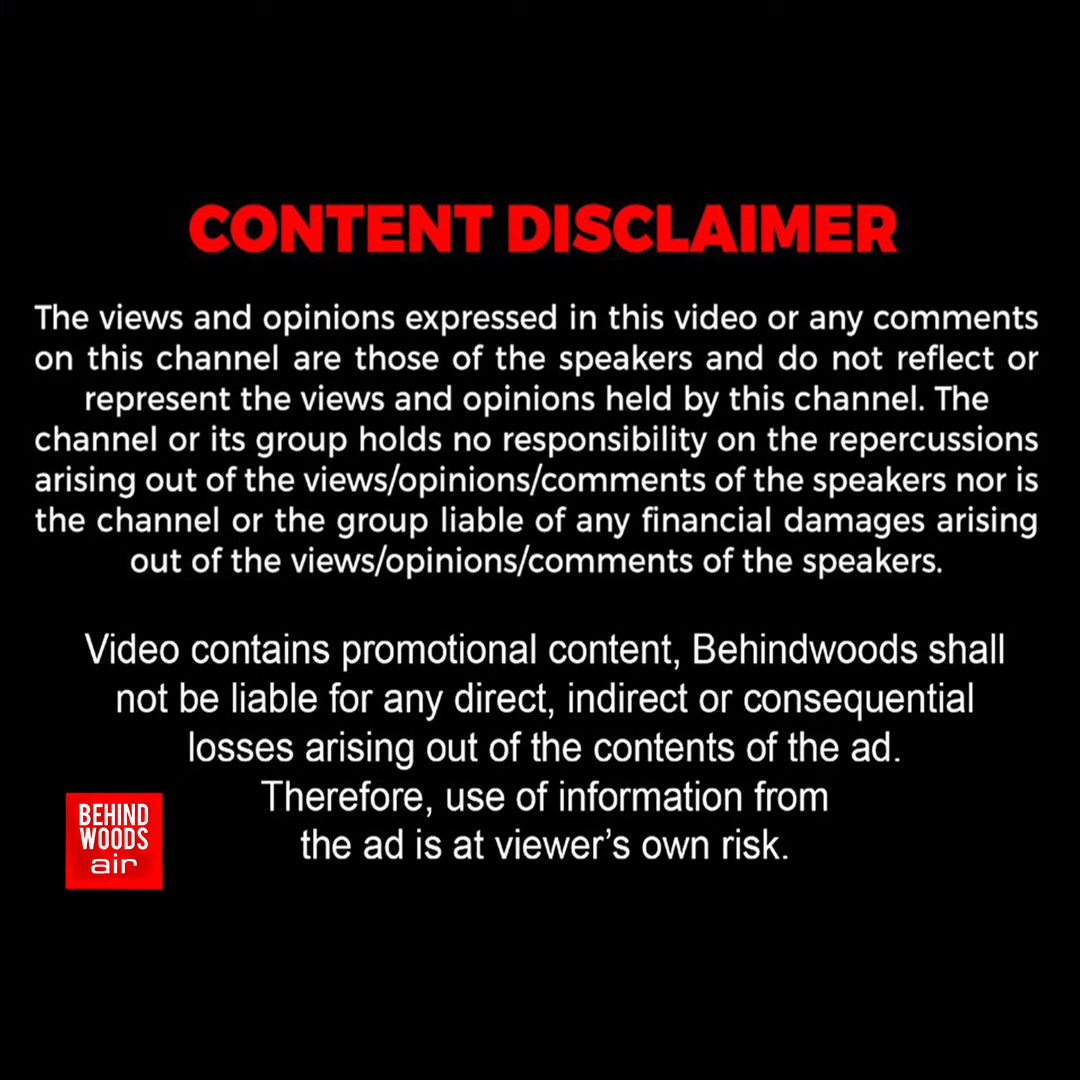 CONTENT DISCLAIMER
The views and opinions expressed in this video or any comments
on this channel are those of the speakers and do not reflect or
represent the views and opinions held by this channel. The
channel or its group holds no responsibility on the repercussions
arising out of the views/opinions/comments of the speakers nor is
the channel or the group liable of any financial damages arising
out of the views/opinions/comments of the speakers.
Video contains promotional content, Behindwoods shall
not be liable for any direct, indirect or consequential
losses arising out of the contents of the ad.
Therefore, use of information from
the ad is at viewer’s own risk.
BEHIND
WOODS
air